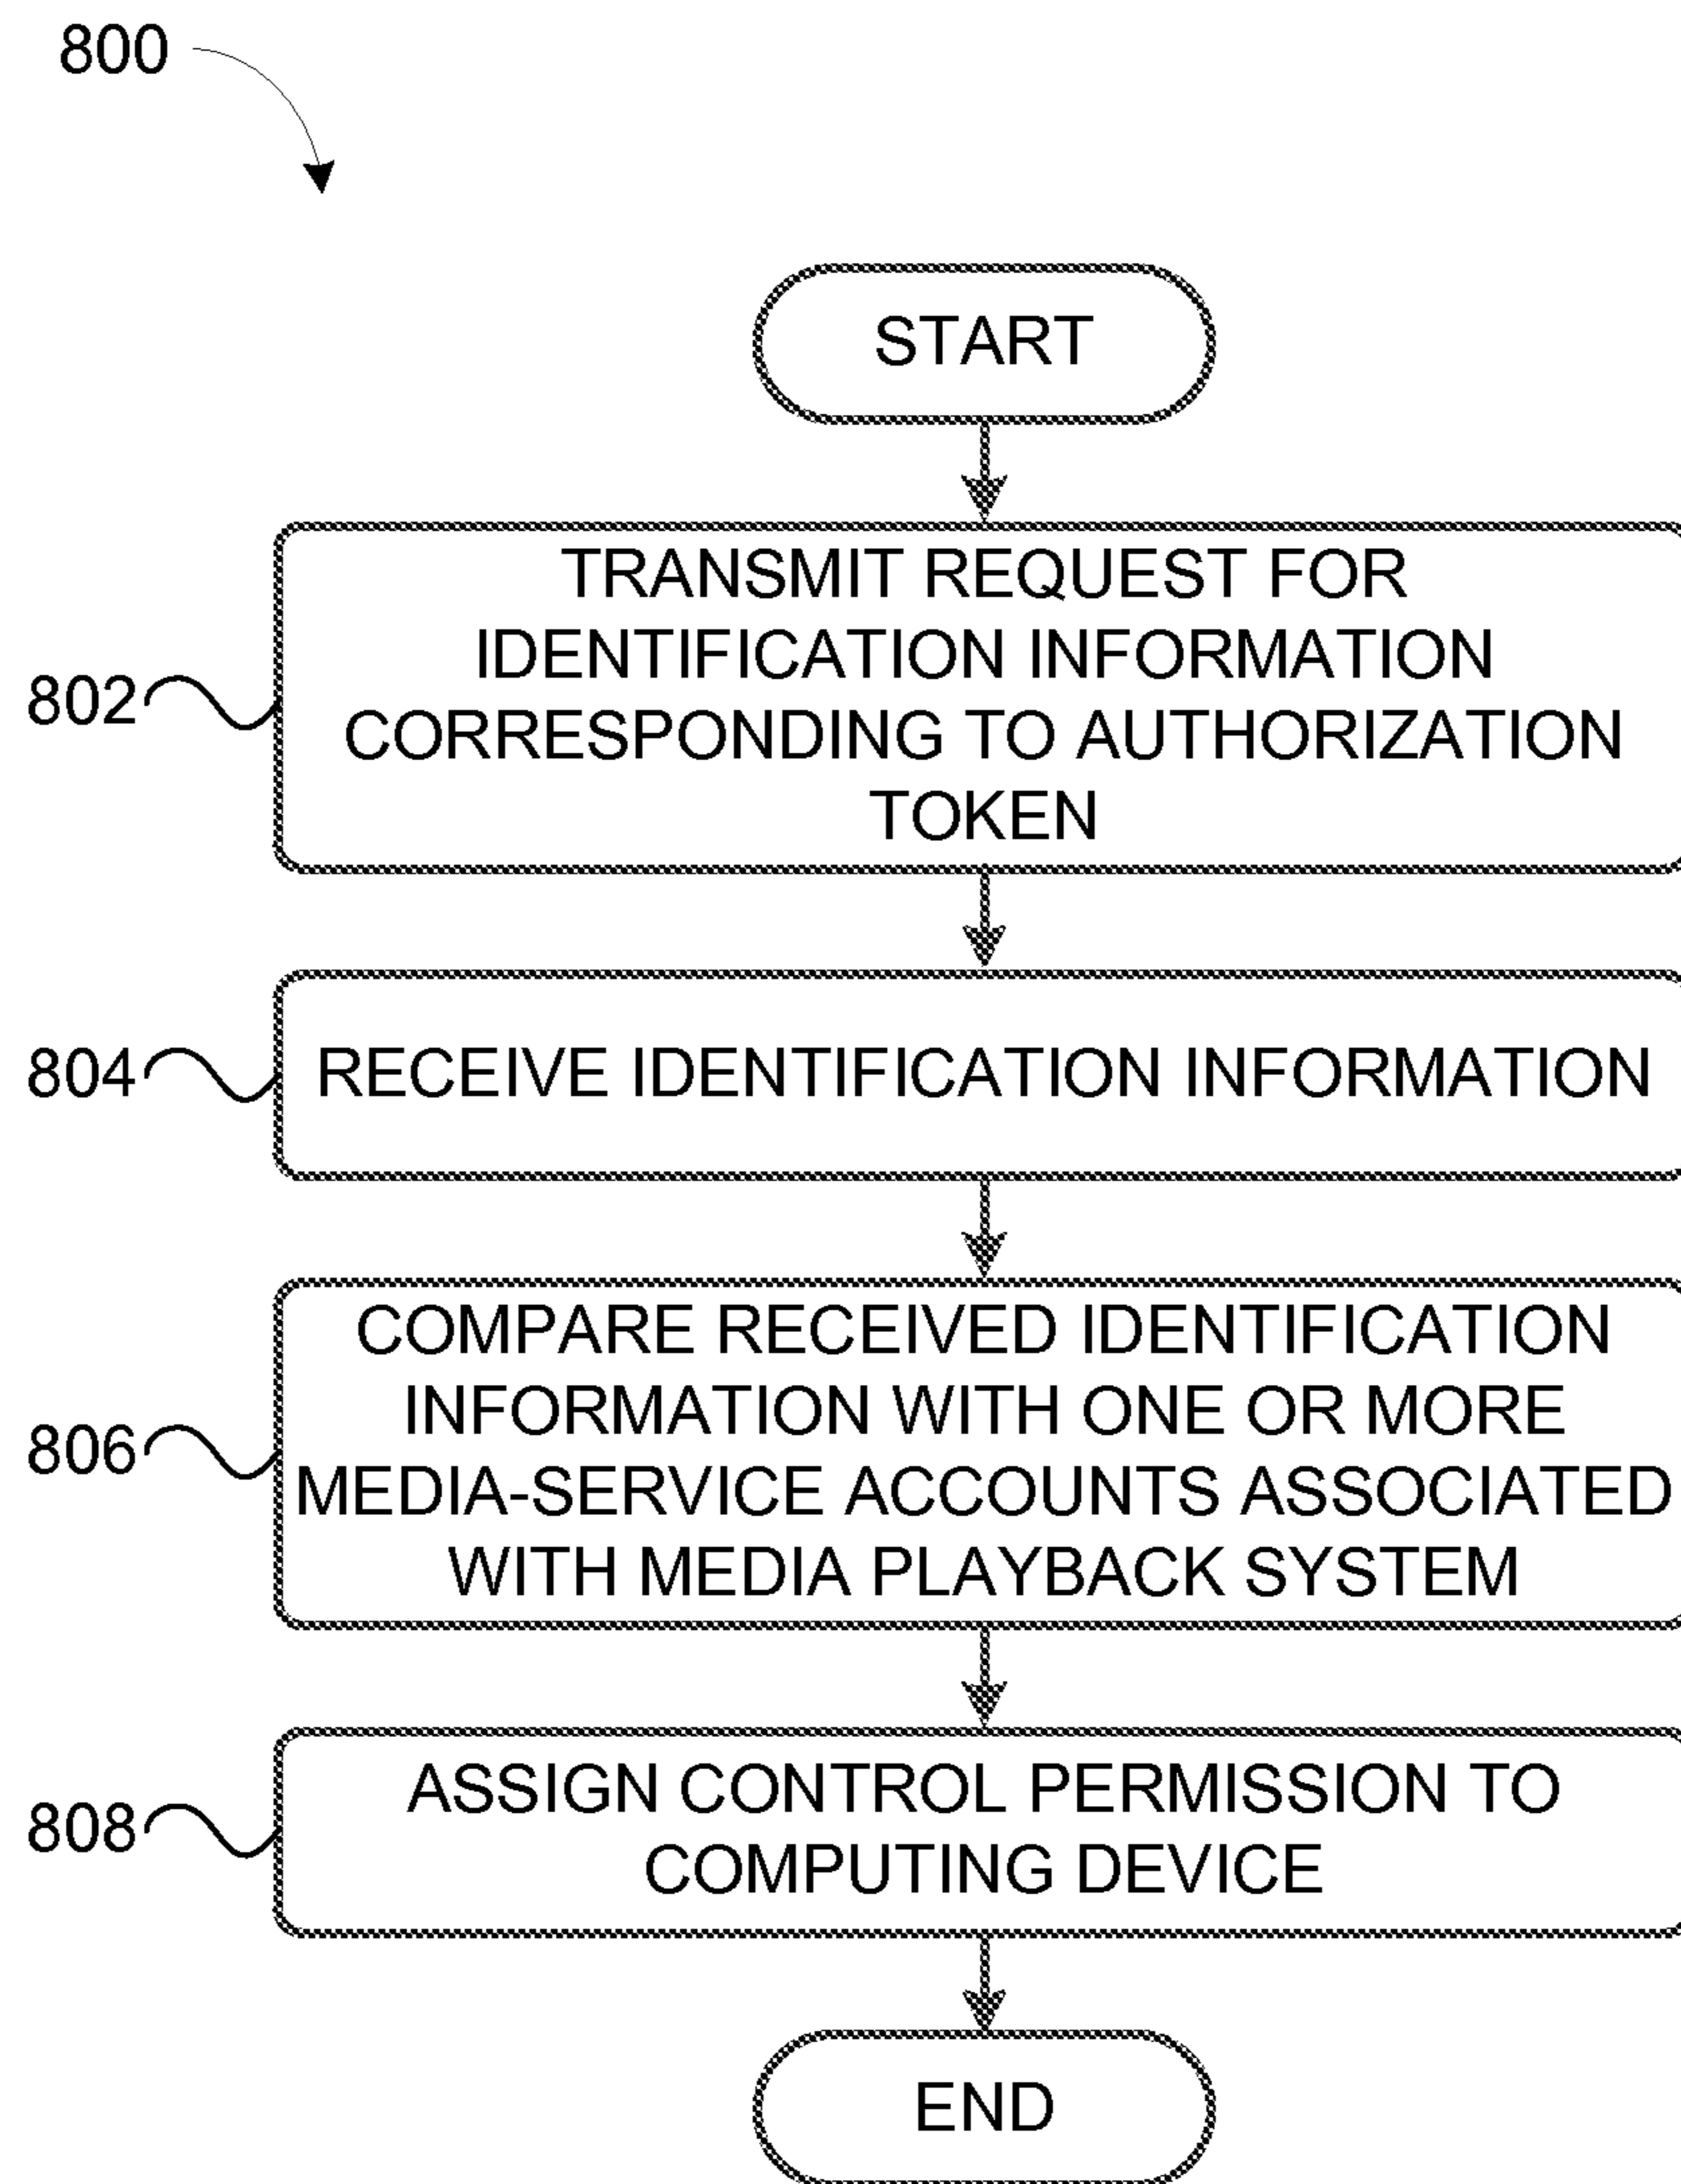 800
START
802
TRANSMIT REQUEST FOR
IDENTIFICATION INFORMATION
CORRESPONDING TO AUTHORIZATION
TOKEN
804
RECEIVE IDENTIFICATION INFORMATION
806
COMPARE RECEIVED IDENTIFICATION
INFORMATION WITH ONE OR MORE
MEDIA-SERVICE ACCOUNTS ASSOCIATED
WITH MEDIA PLAYBACK SYSTEM
808
ASSIGN CONTROL PERMISSION TO
COMPUTING DEVICE
END